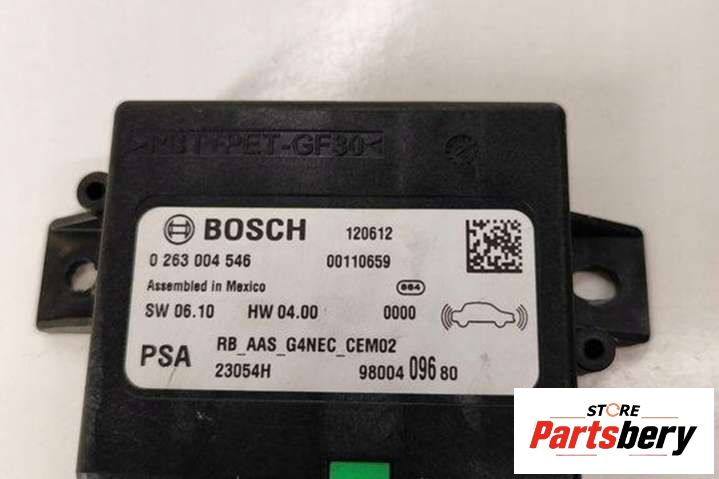 >PBT+PET-GF30<
BOSCH 120612
0 263 004 546 00110659
Assembled in Mexico 664
SW 06.10 HW 04.00 0000
PSA RB_AAS_G4NEC_CEM02
23054H 98004 096 80
STORE
Partsbery